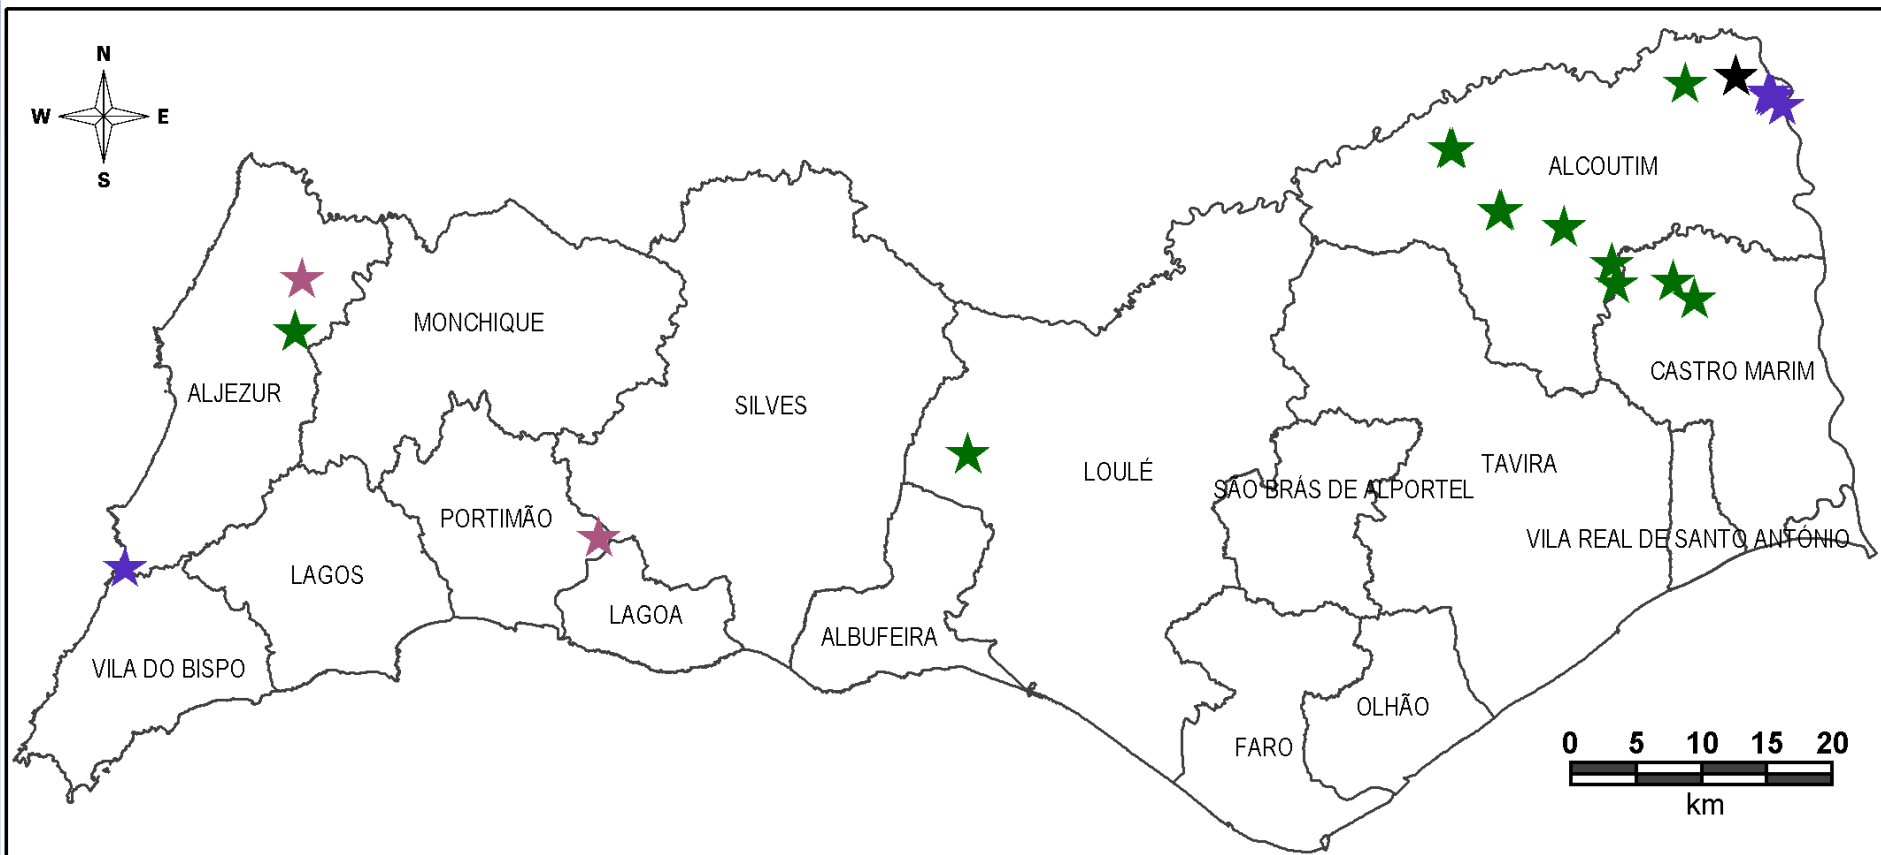 N
W E
S
ALCOUTIM
MONCHIQUE
CASTRO MARIM
ALJEZUR
SILVES
TAVIRA
LOULÉ
SÃO BRÁS DE ALPORTEL
PORTIMÃO
VILA REAL DE SANTO ANTÓNIO
LAGOS
LAGOA
ALBUFEIRA
VILA DO BISPO
OLHÃO
FARO
0 5 10 15 20
km